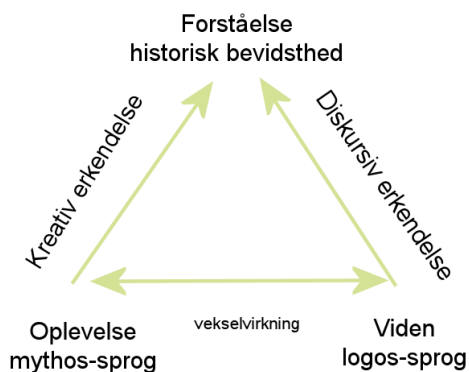 Forståelse
historisk bevidsthed
Kreativ erkendelse
Diskursiv erkendelse
Oplevelse
mythos-sprog
vekselvirkning
Viden
logos-sprog